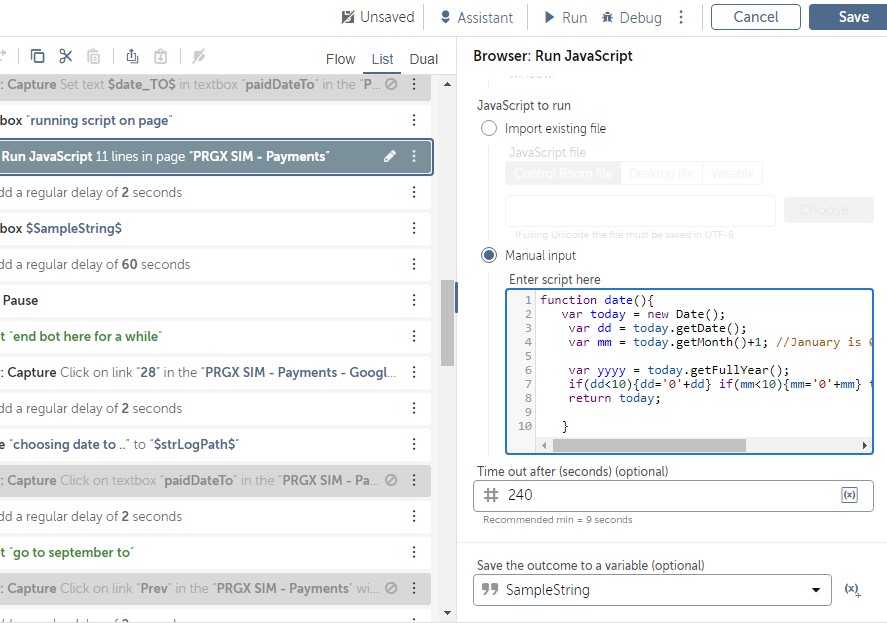 Unsaved Assistant Run Debug Cancel Save
Flow List Dual
: Capture Set text $date_TO$ in textbox "paidDateTo" in the "P...
box "running script on page"
Run JavaScript 11 lines in page "PRGX SIM - Payments"
dd a regular delay of 2 seconds
box $SampleString$
dd a regular delay of 60 seconds
Pause
t "end bot here for a while"
: Capture Click on link "28" in the "PRGX SIM - Payments - Googl...
dd a regular delay of 2 seconds
e "choosing date to .." to "$strLogPath$"
: Capture Click on textbox "paidDateTo" in the "PRGX SIM - Pa...
dd a regular delay of 2 seconds
t "go to september to"
: Capture Click on link "Prev" in the "PRGX SIM - Payments" wi...
Browser: Run JavaScript
window.
JavaScript to run
Import existing file
JavaScript file
Control Room file Desktop file Variable
Choose...
If using Unicode the file must be saved in UTF-8
Manual input
Enter script here
1 function date(){
2 var today = new Date();
3 var dd = today.getDate();
4 var mm = today.getMonth()+1; //January is
5
6 var yyyy = today.getFullYear();
7 if(dd<10){dd='0'+dd} if(mm<10){mm='0'+mm}
8 return today;
9
10 }
Time out after (seconds) (optional)
# 240 (x)
Recommended min = 9 seconds
Save the outcome to a variable (optional)
SampleString (x)+